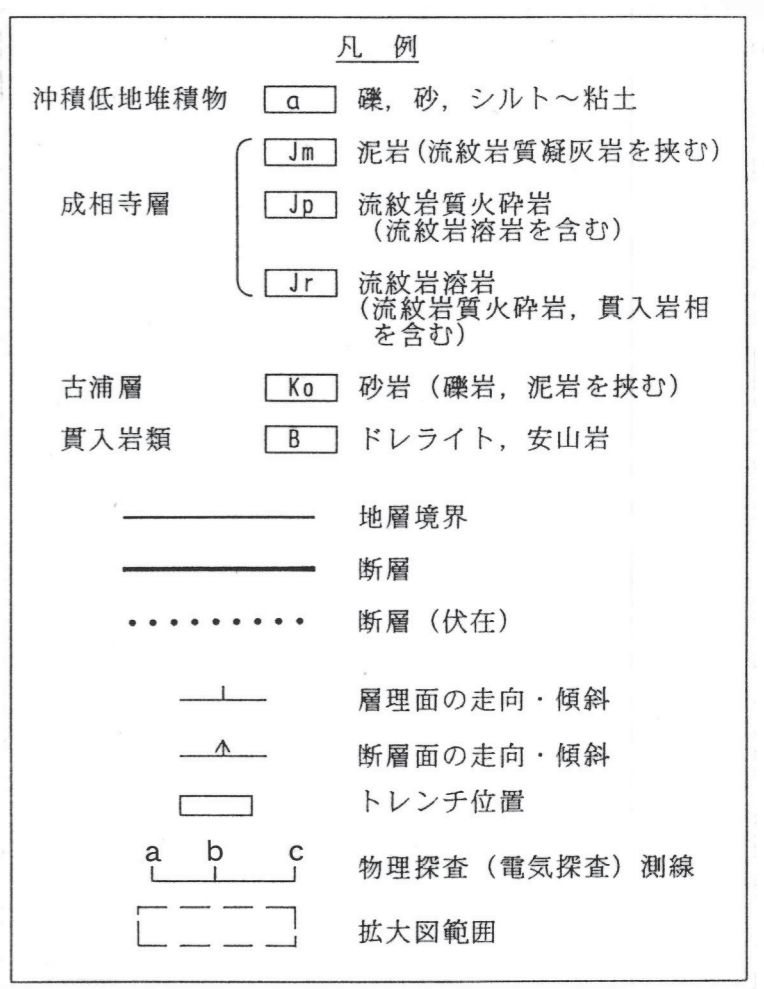 凡 例
沖積低地堆積物 a 礫，砂，シルト～粘土
Jm 泥岩(流紋岩質凝灰岩を挟む)
成相寺層 Jp 流紋岩質火砕岩
(流紋岩溶岩を含む)
Jr 流紋岩溶岩
(流紋岩質火砕岩，貫入岩相
を含む)
古浦層 Ko 砂岩 (礫岩，泥岩を挟む)
貫入岩類 B ドレライト，安山岩
地層境界
断層
断層 (伏在)
層理面の走向・傾斜
断層面の走向・傾斜
トレンチ位置
a b c 物理探査 (電気探査) 測線
拡大図範囲